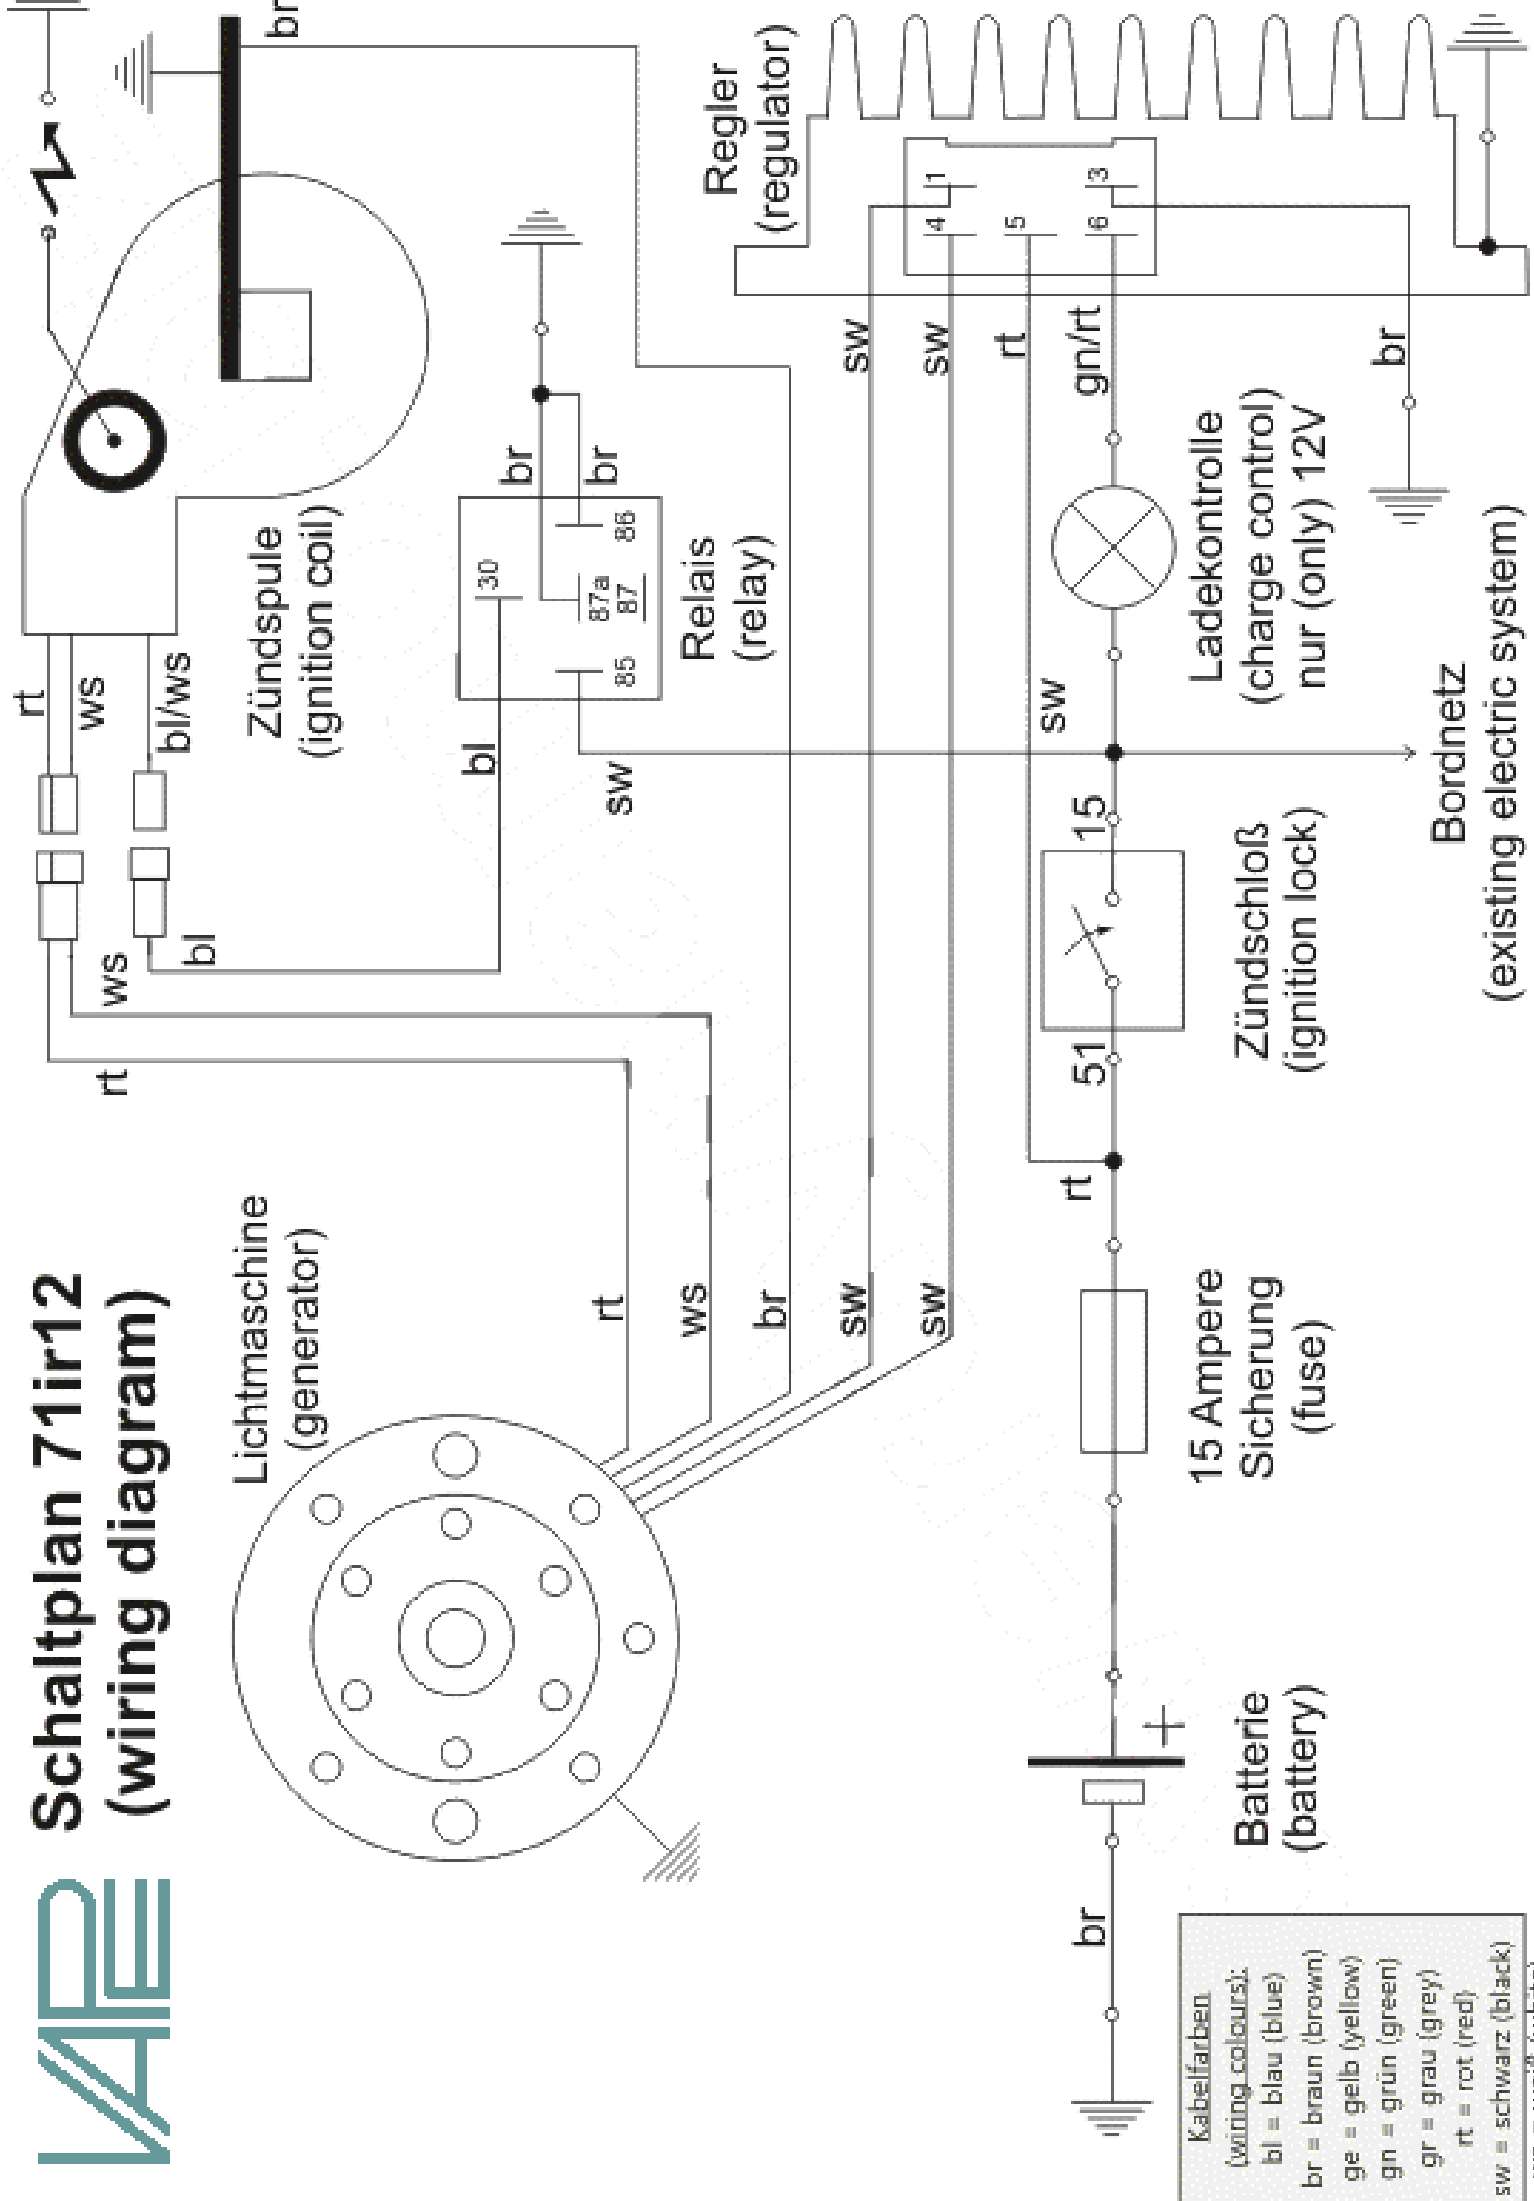 VAPE
Schaltplan 71ir12
(wiring diagram)
Lichtmaschine
(generator)
rt
ws
br
sw
sw
rt
ws
bl
rt
ws
bl/ws
Zündspule
(ignition coil)
br
bl
sw
30
87a
87
85
86
br
br
Relais
(relay)
Regler
(regulator)
1
4
5
3
6
sw
sw
rt
gn/rt
br
sw
Ladekontrolle
(charge control)
nur (only) 12V
15
51
Zündschloß
(ignition lock)
Bordnetz
(existing electric system)
rt
15 Ampere
Sicherung
(fuse)
+
Batterie
(battery)
br
Kabelfarben
(wiring colours):
bl = blau (blue)
br = braun (brown)
ge = gelb (yellow)
gn = grün (green)
gr = grau (grey)
rt = rot (red)
sw = schwarz (black)